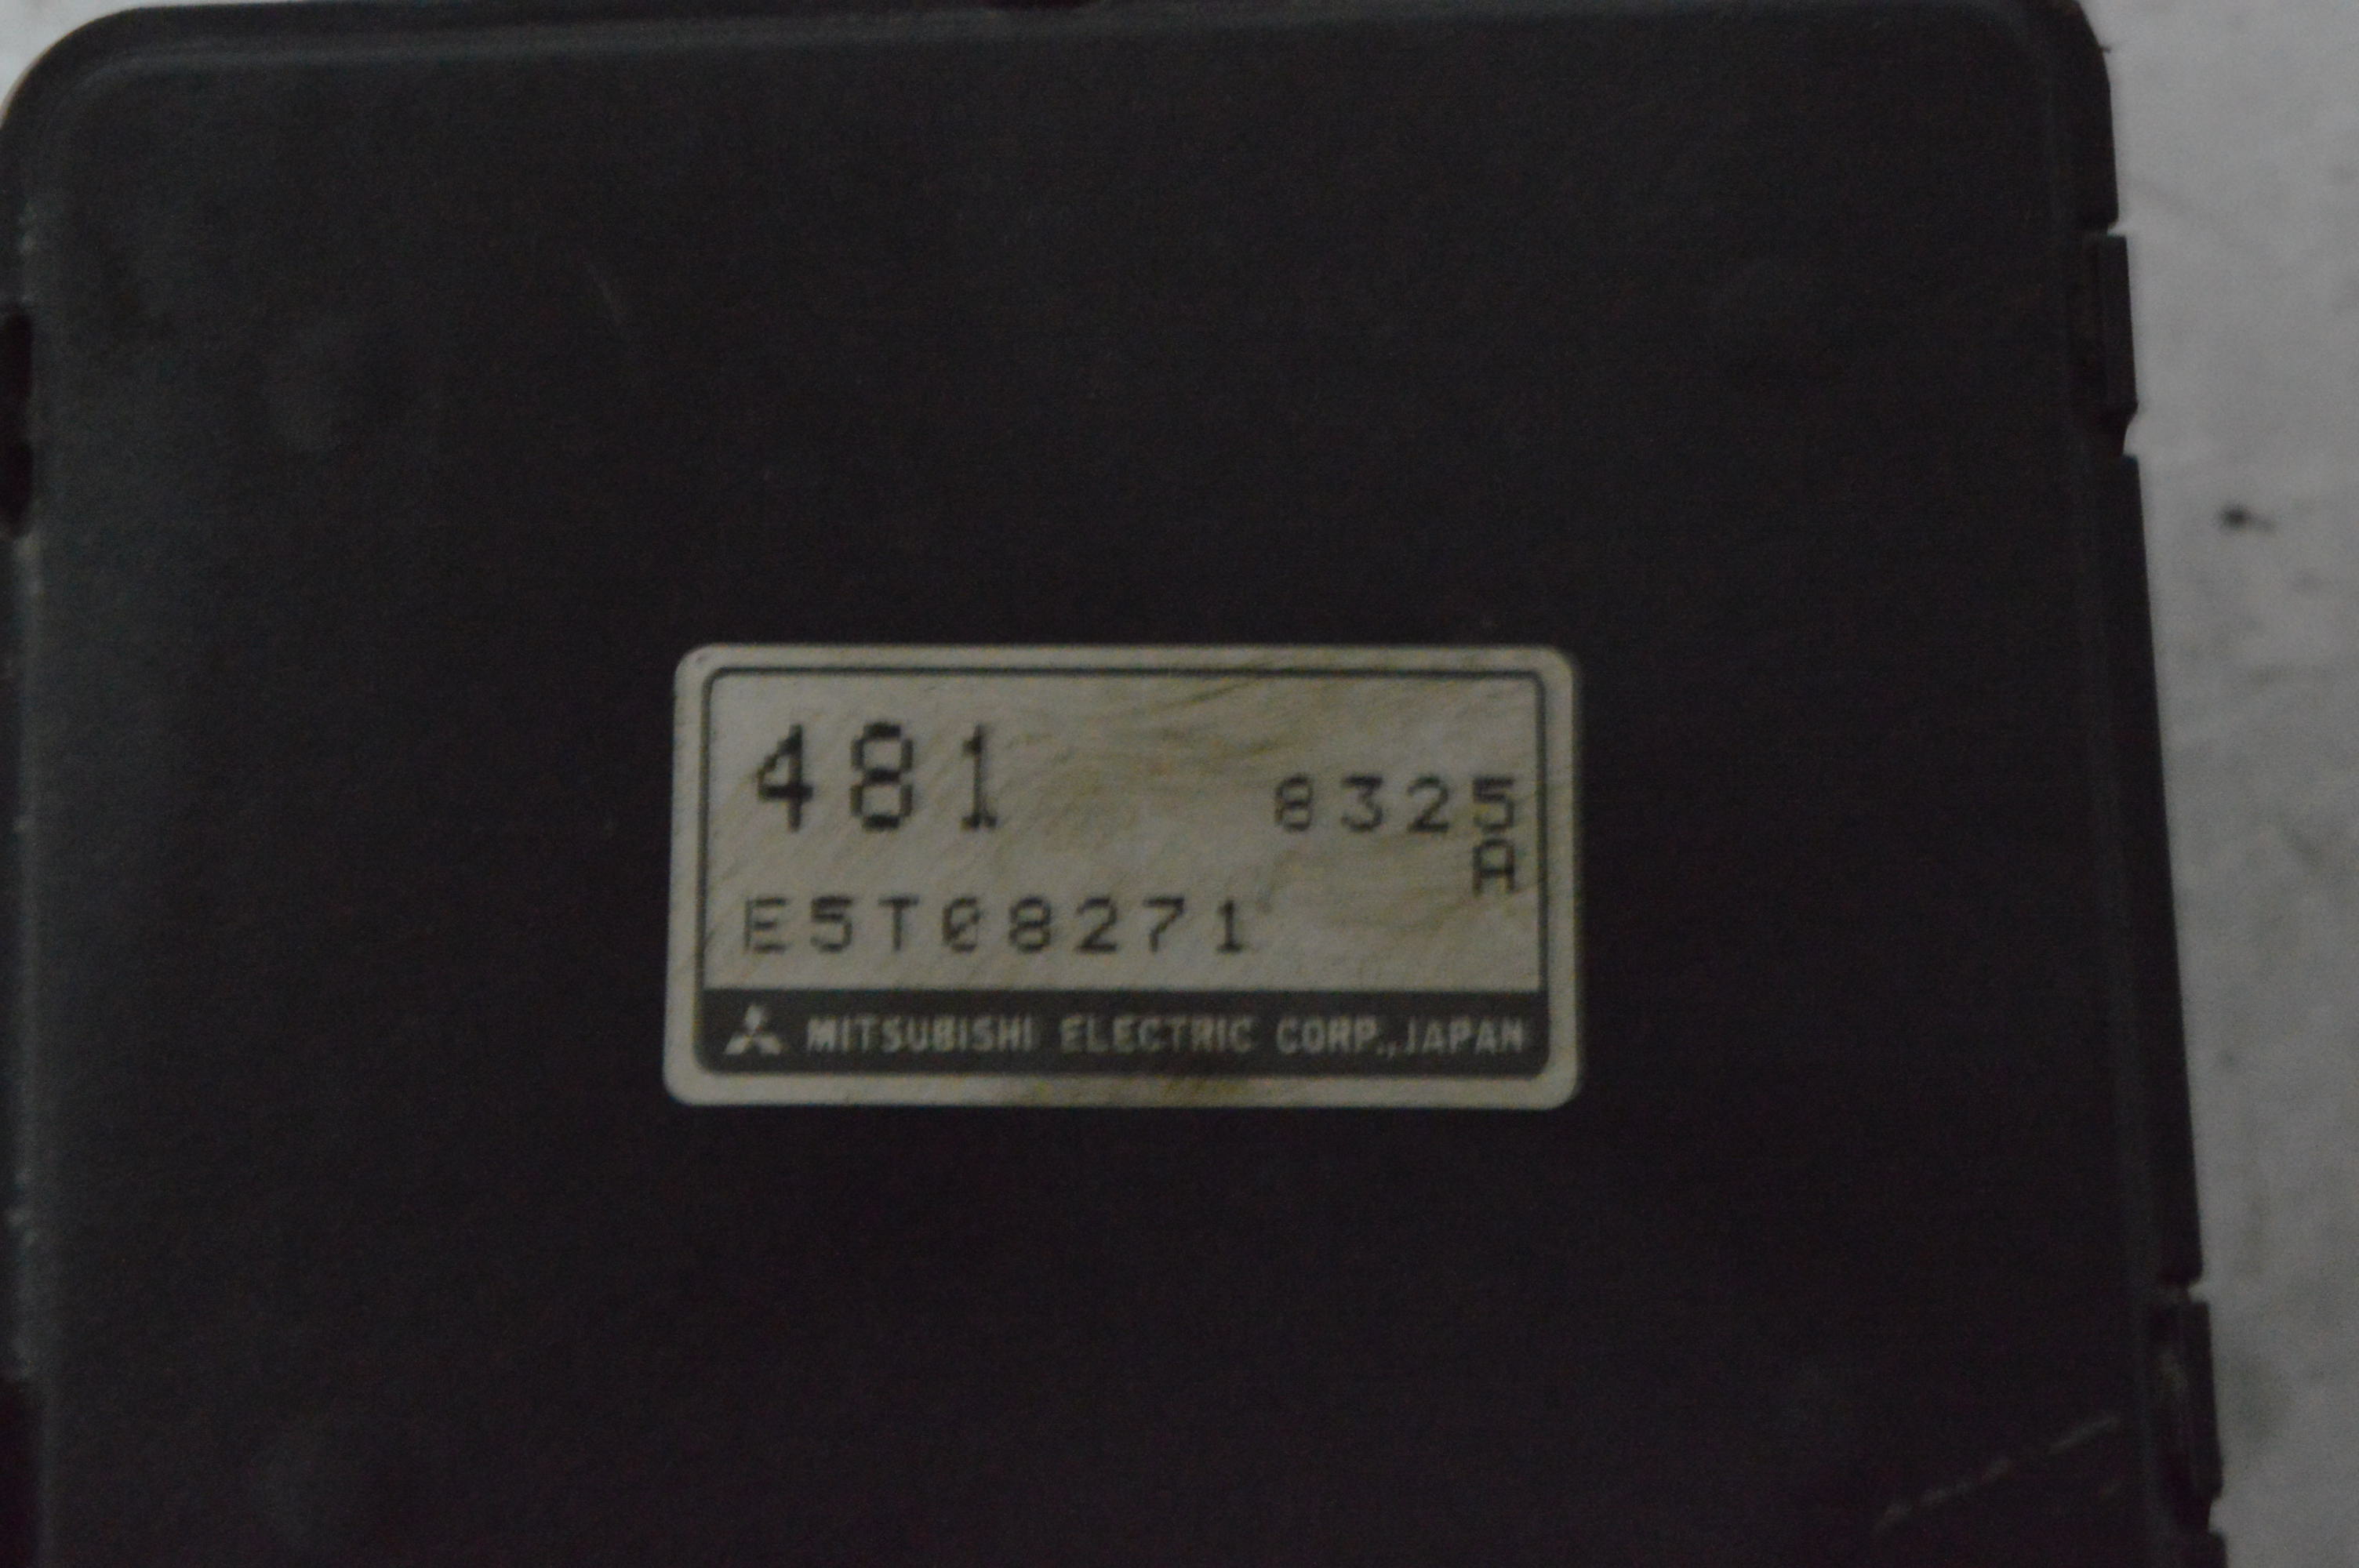 481 8325
A
E5T08271
MITSUBISHI ELECTRIC CORP., JAPAN